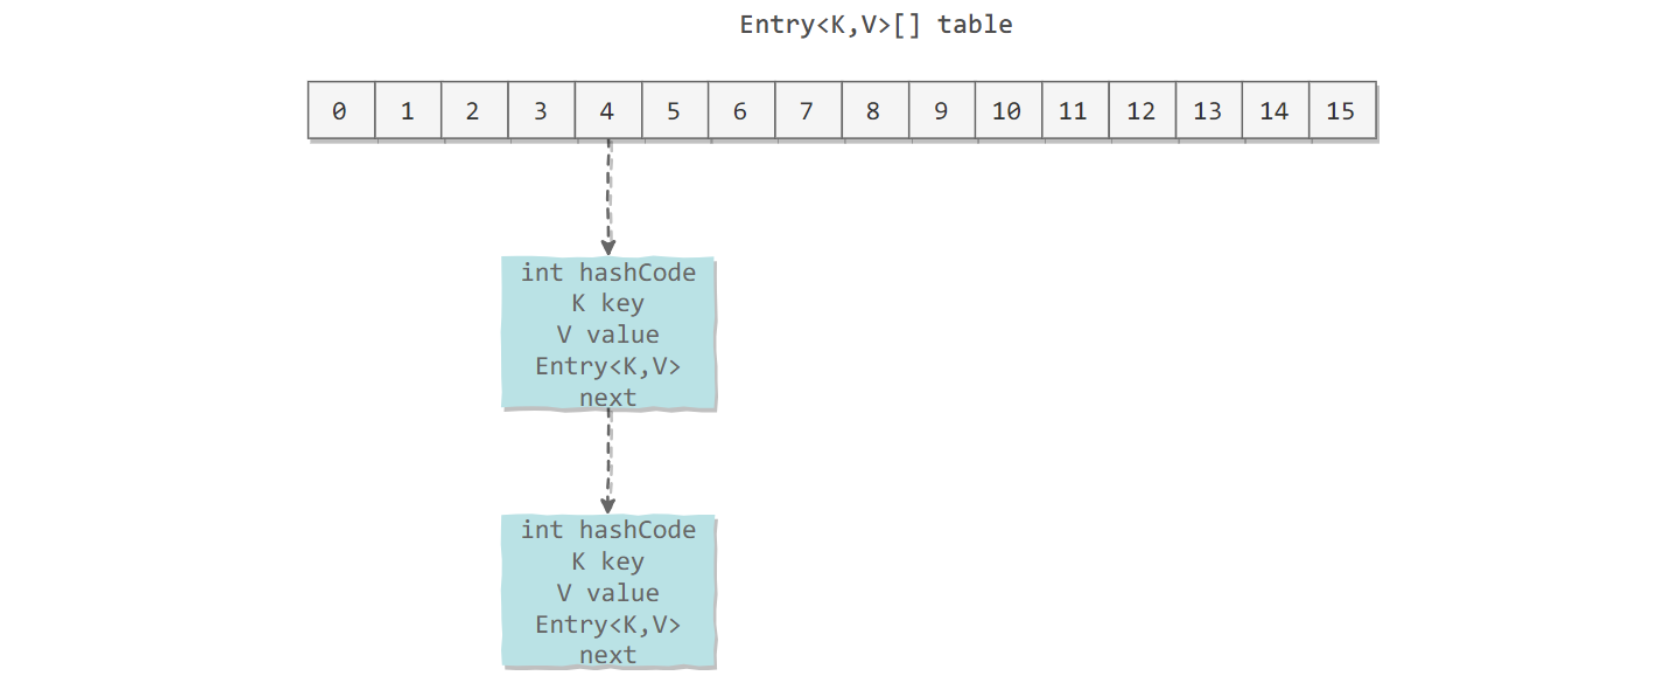 Entry<K,V>[] table
0 1 2 3 4 5 6 7 8 9 10 11 12 13 14 15
int hashCode
K key
V value
Entry<K,V>
next
int hashCode
K key
V value
Entry<K,V>
next